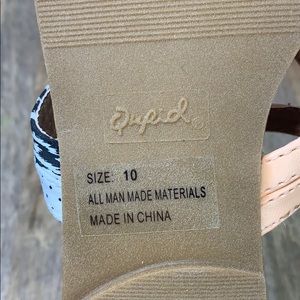 Qupid
SIZE: 10
ALL MAN MADE MATERIALS
MADE IN CHINA